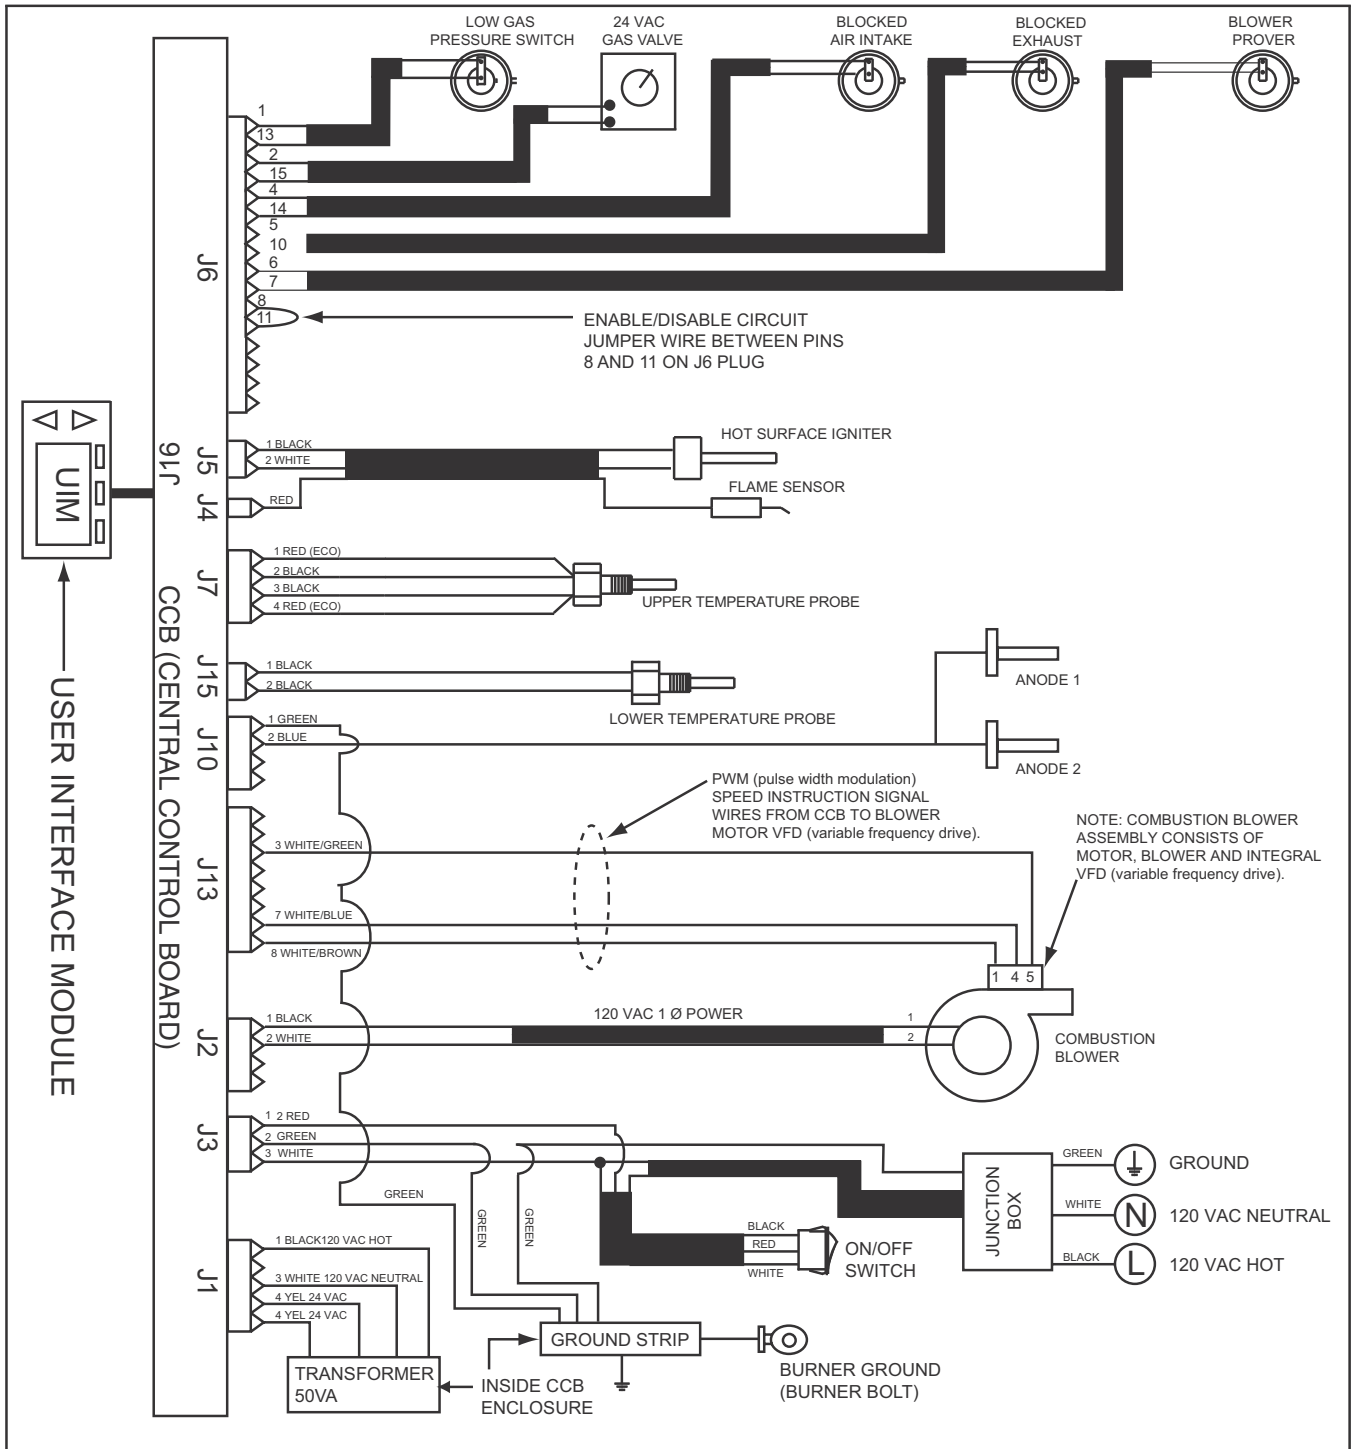 LOW GAS
PRESSURE SWITCH
24 VAC
GAS VALVE
BLOCKED
AIR INTAKE
BLOCKED
EXHAUST
BLOWER
PROVER
1
13
2
15
4
14
5
10
6
7
8
11
J6
ENABLE/DISABLE CIRCUIT
JUMPER WIRE BETWEEN PINS
8 AND 11 ON J6 PLUG
UIM
USER INTERFACE MODULE
J16
CCB (CENTRAL CONTROL BOARD)
J5
1 BLACK
2 WHITE
HOT SURFACE IGNITER
J4
RED
FLAME SENSOR
J7
1 RED (ECO)
2 BLACK
3 BLACK
4 RED (ECO)
UPPER TEMPERATURE PROBE
J15
1 BLACK
2 BLACK
LOWER TEMPERATURE PROBE
J10
1 GREEN
2 BLUE
ANODE 1
ANODE 2
PWM (pulse width modulation)
SPEED INSTRUCTION SIGNAL
WIRES FROM CCB TO BLOWER
MOTOR VFD (variable frequency drive).
NOTE: COMBUSTION BLOWER
ASSEMBLY CONSISTS OF
MOTOR, BLOWER AND INTEGRAL
VFD (variable frequency drive).
J13
3 WHITE/GREEN
7 WHITE/BLUE
8 WHITE/BROWN
1 4 5
J2
1 BLACK
2 WHITE
120 VAC 1 Ø POWER
1
2
COMBUSTION
BLOWER
J3
1 2 RED
2 GREEN
3 WHITE
GREEN
GREEN
GREEN
BLACK
RED
WHITE
ON/OFF
SWITCH
JUNCTION
BOX
GREEN
GROUND
WHITE
N
120 VAC NEUTRAL
BLACK
L
120 VAC HOT
J1
1 BLACK120 VAC HOT
3 WHITE 120 VAC NEUTRAL
4 YEL 24 VAC
4 YEL 24 VAC
TRANSFORMER
50VA
INSIDE CCB
ENCLOSURE
GROUND STRIP
BURNER GROUND
(BURNER BOLT)